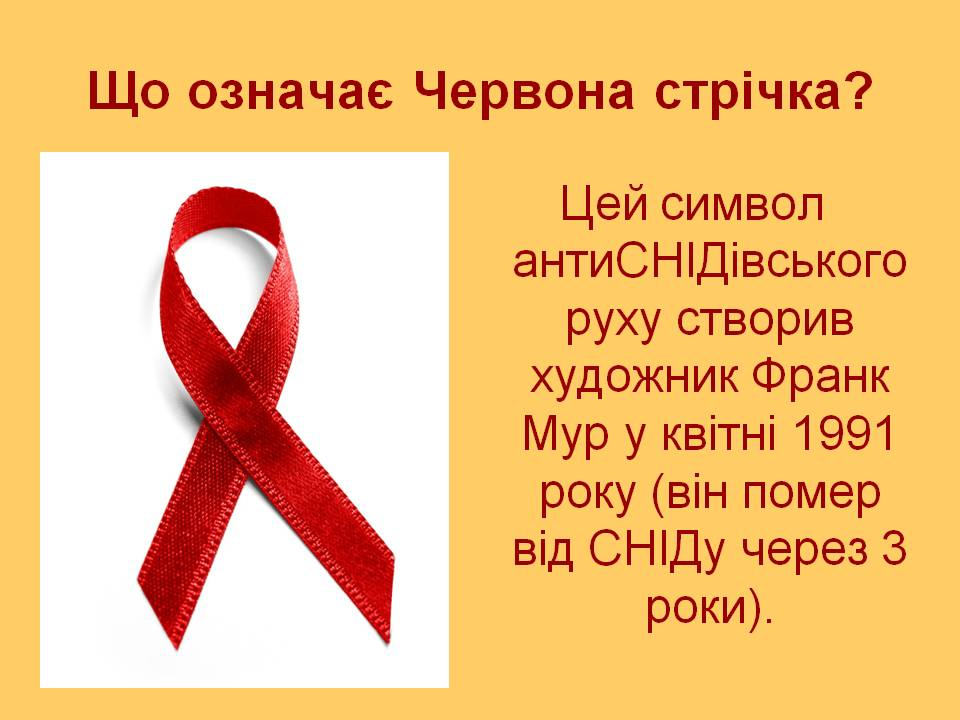 Що означає Червона стрічка?
Цей символ
антиСНІДівського
руху створив
художник Франк
Мур у квітні 1991
року (він помер
від СНІДу через 3
роки).